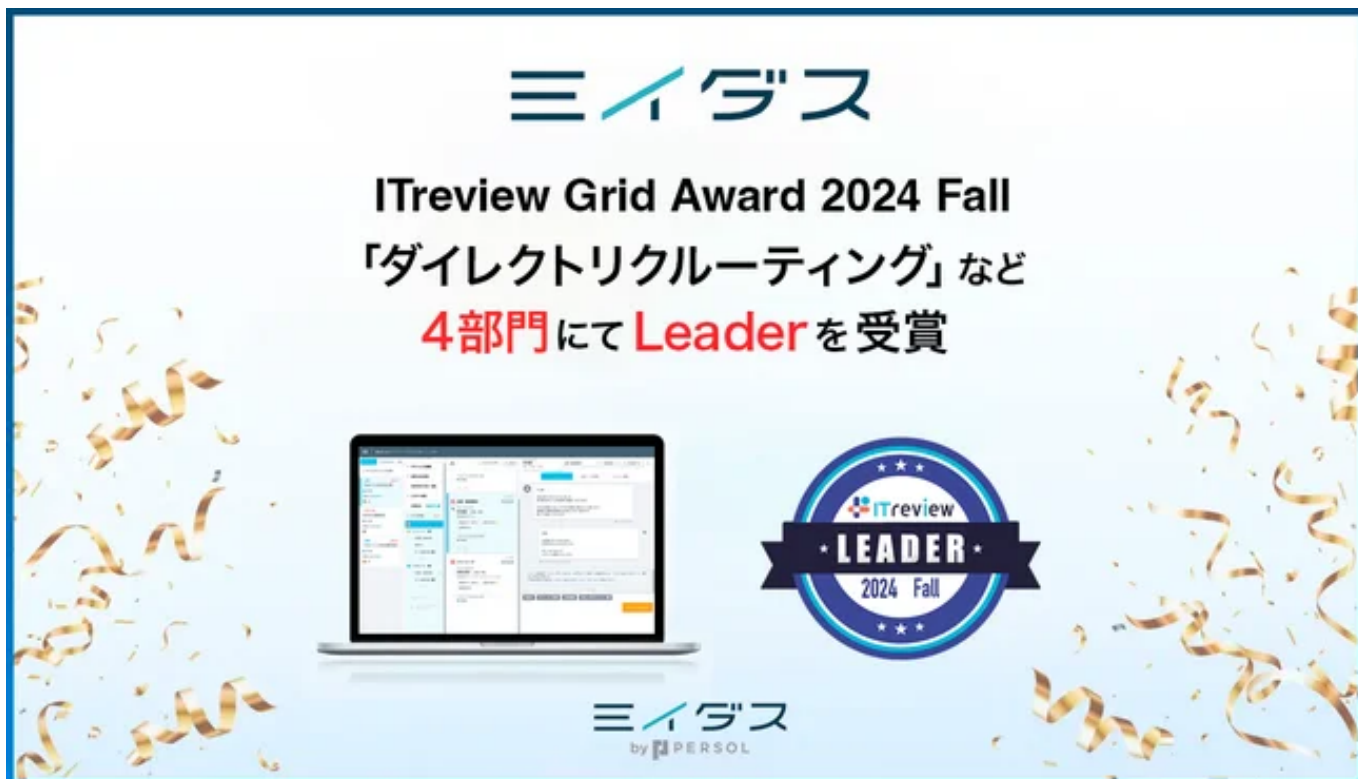 ミイダス
ITreview Grid Award 2024 Fall
「ダイレクトリクルーティング」など
4部門にてLeaderを受賞
ITreview
LEADER
2024 Fall
ミイダス
by PERSOL